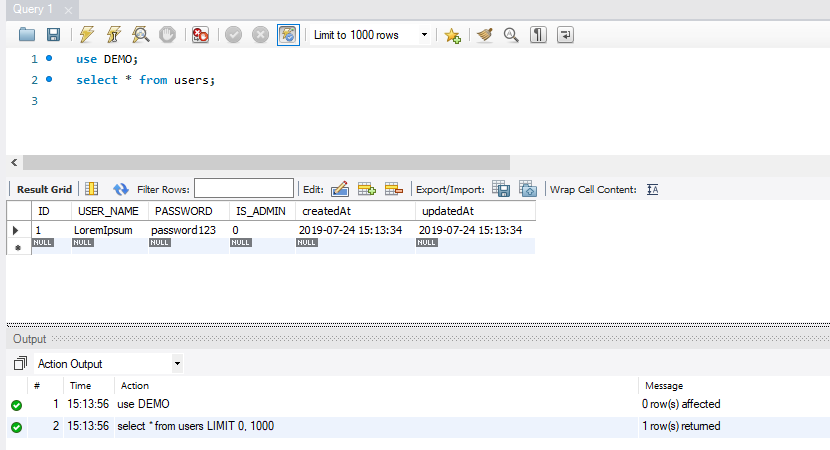 Query 1
Limit to 1000 rows
1 use DEMO;
2 select * from users;
3
Result Grid Filter Rows: Edit: Export/Import: Wrap Cell Content: IA
ID USER_NAME PASSWORD IS_ADMIN createdAt updatedAt
1 LoremIpsum password123 0 2019-07-24 15:13:34 2019-07-24 15:13:34
NULL NULL NULL NULL NULL NULL
Output
Action Output
# Time Action Message
1 15:13:56 use DEMO 0 row(s) affected
2 15:13:56 select * from users LIMIT 0, 1000 1 row(s) returned